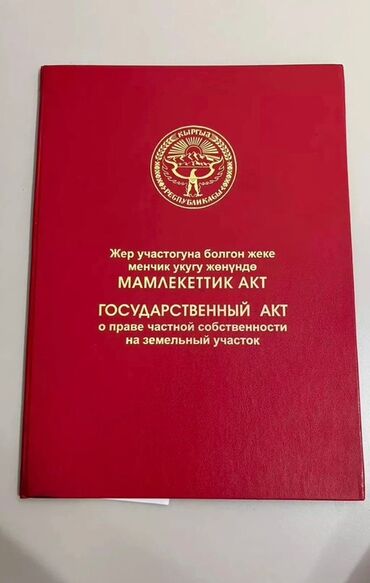 КЫРГЫЗ
РЕСПУБЛИКАСЫ
Жер участогуна болгон жеке
менчик укугу жөнүндө
МАМЛЕКЕТТИК АКТ
ГОСУДАРСТВЕННЫЙ АКТ
о праве частной собственности
на земельный участок